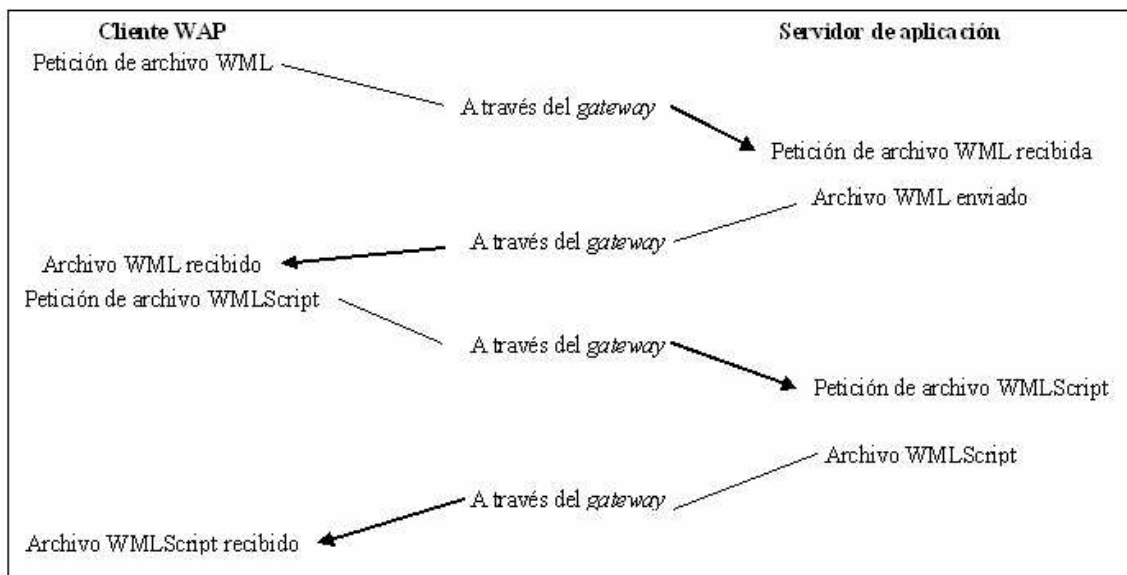 Cliente WAP
Servidor de aplicación
Petición de archivo WML
A través del gateway
Petición de archivo WML recibida
Archivo WML enviado
A través del gateway
Archivo WML recibido
Petición de archivo WMLScript
A través del gateway
Petición de archivo WMLScript
Archivo WMLScript
A través del gateway
Archivo WMLScript recibido